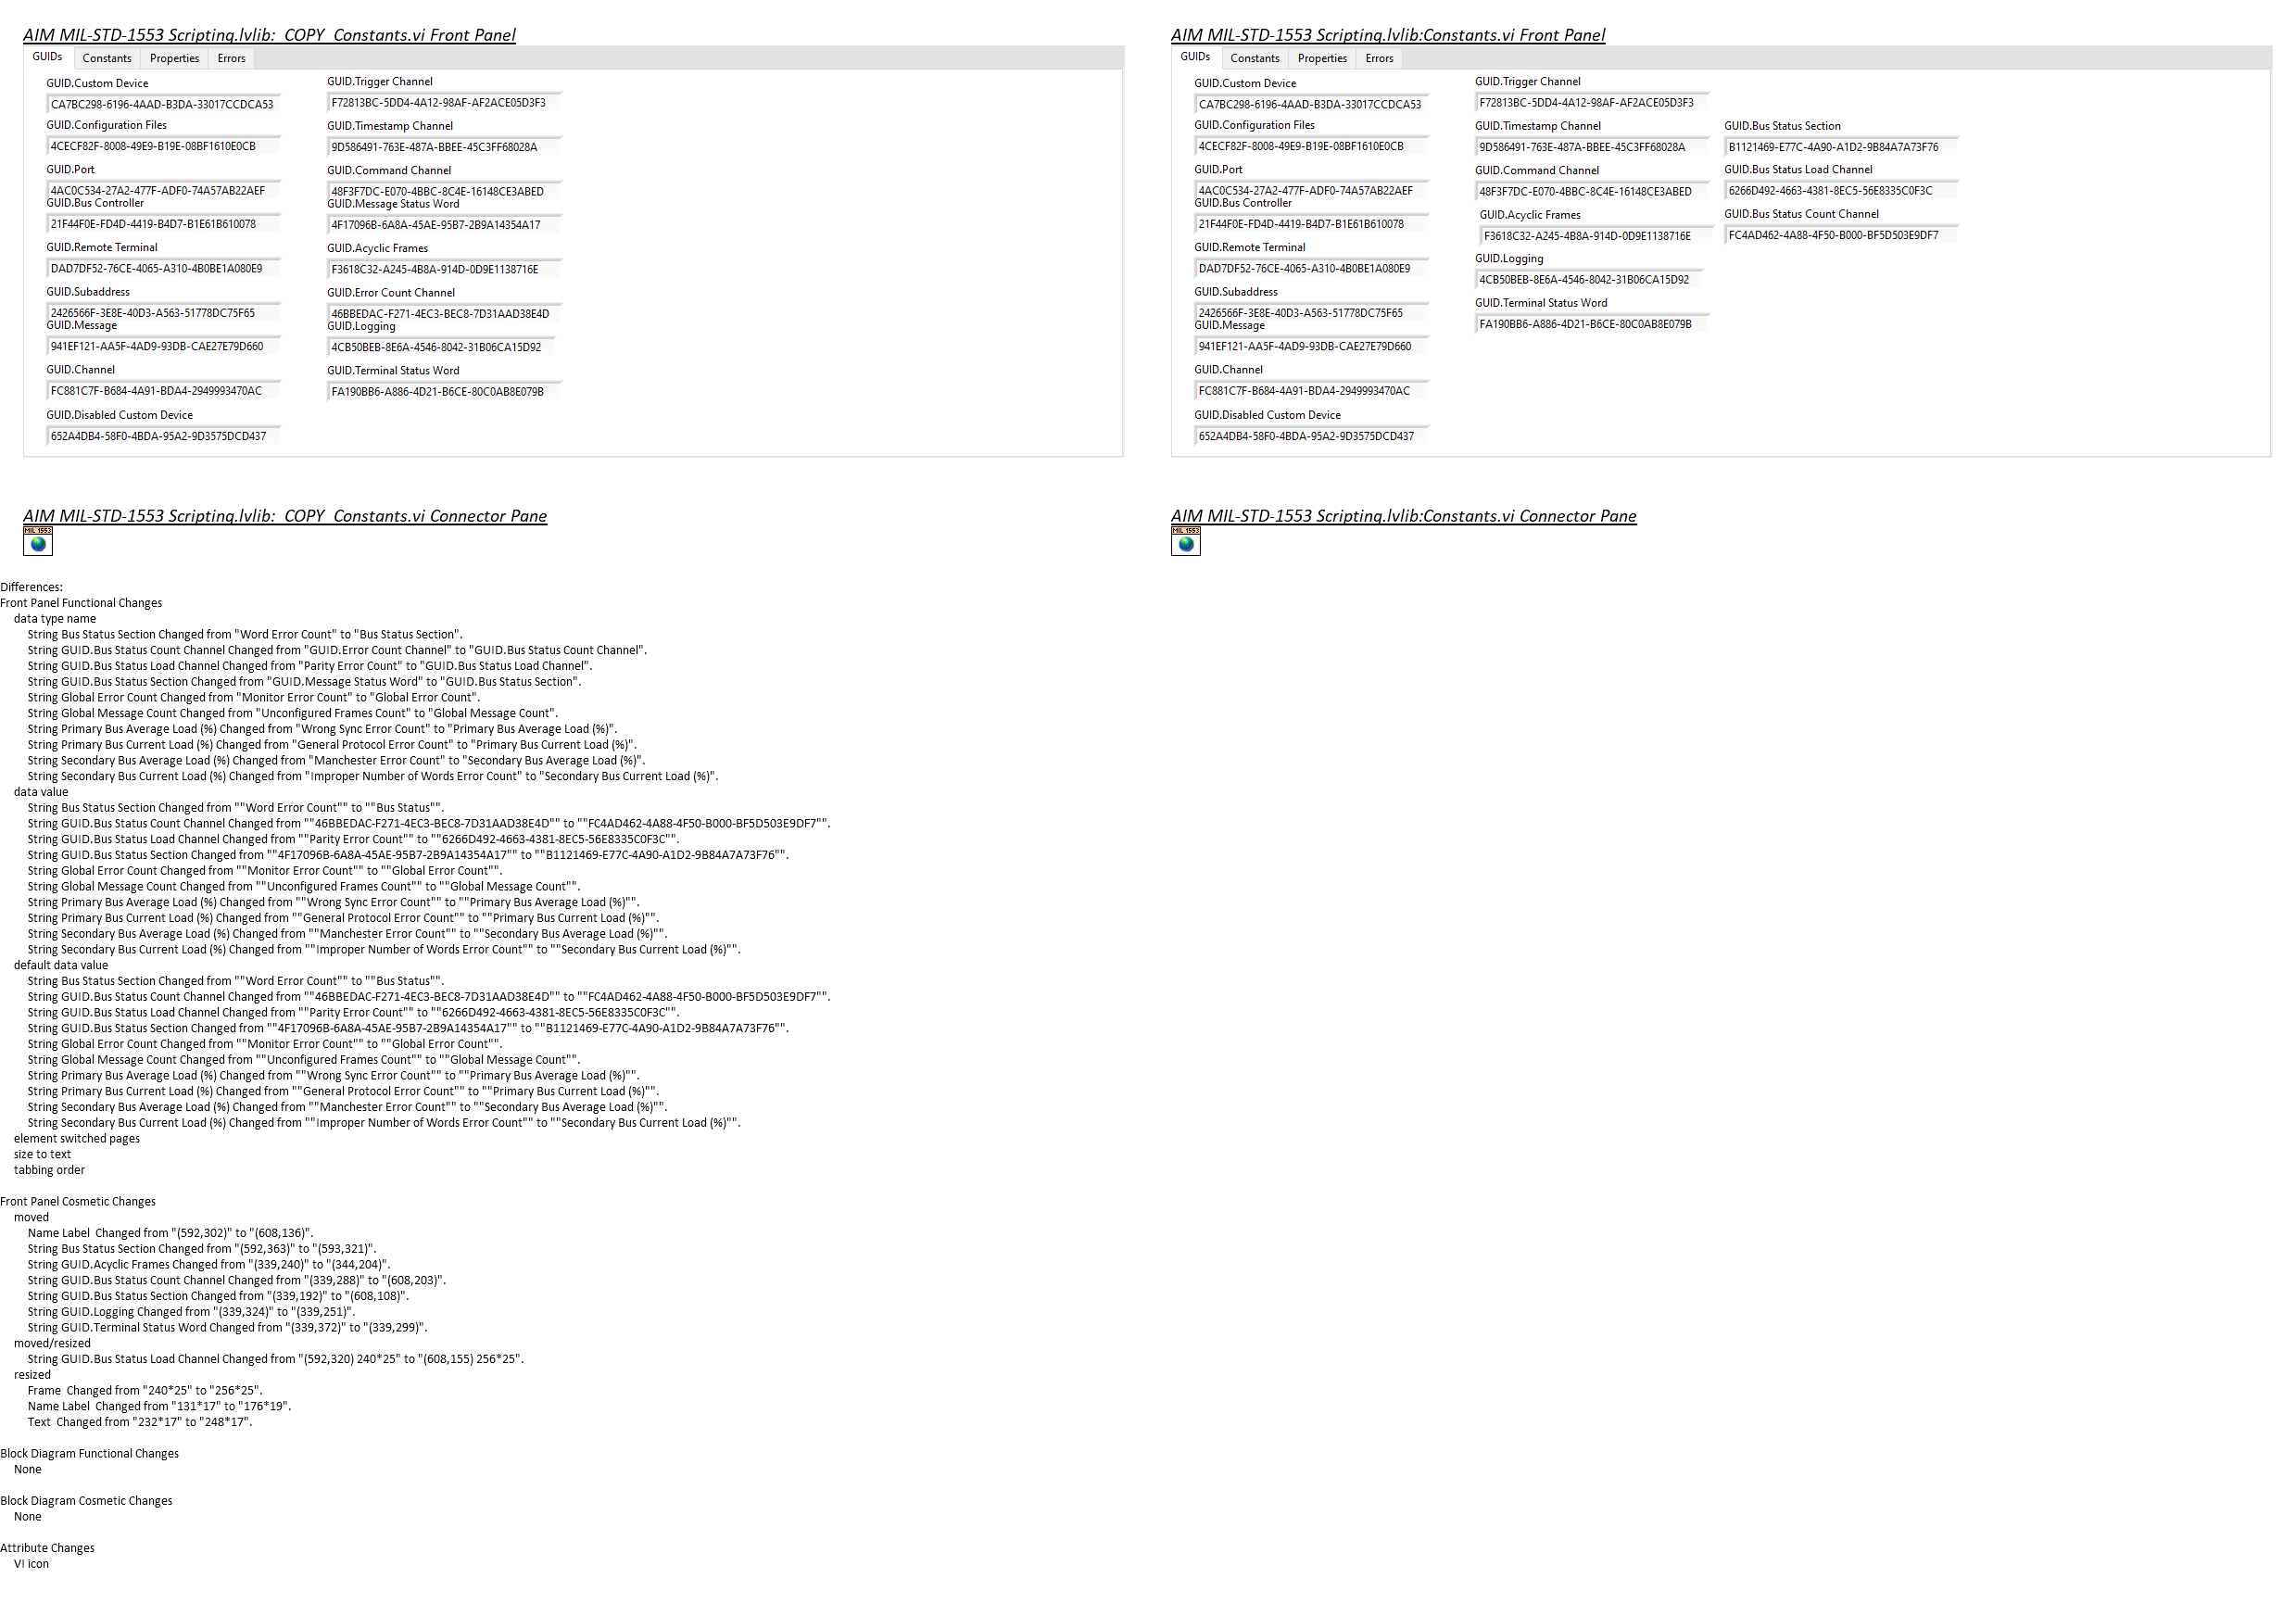 AIM MIL-STD-1553 Scripting.lvlib:_COPY_Constants.vi Front Panel
GUIDs Constants Properties Errors
GUID.Custom Device
CA7BC298-6196-4AAD-B3DA-33017CCDCA53
GUID.Configuration Files
4CECF82F-8008-49E9-B19E-08BF1610E0CB
GUID.Port
4AC0C534-27A2-477F-ADF0-74A57AB22AEF
GUID.Bus Controller
21F44F0E-FD4D-4419-B4D7-B1E61B610078
GUID.Remote Terminal
DAD7DF52-76CE-4065-A310-4B0BE1A080E9
GUID.Subaddress
2426566F-3E8E-40D3-A563-51778DC75F65
GUID.Message
941EF121-AA5F-4AD9-93DB-CAE27E79D660
GUID.Channel
FC881C7F-B684-4A91-BDA4-2949993470AC
GUID.Disabled Custom Device
652A4DB4-58F0-4BDA-95A2-9D3575DCD437
GUID.Trigger Channel
F72813BC-5DD4-4A12-98AF-AF2ACE05D3F3
GUID.Timestamp Channel
9D586491-763E-487A-BBEE-45C3FF68028A
GUID.Command Channel
48F3F7DC-E070-4BBC-8C4E-16148CE3ABED
GUID.Message Status Word
4F17096B-6A8A-45AE-95B7-2B9A14354A17
GUID.Acyclic Frames
F3618C32-A245-4B8A-914D-0D9E1138716E
GUID.Error Count Channel
46BBEDAC-F271-4EC3-BEC8-7D31AAD38E4D
GUID.Logging
4CB50BEB-8E6A-4546-8042-31B06CA15D92
GUID.Terminal Status Word
FA190BB6-A886-4D21-B6CE-80C0AB8E079B
AIM MIL-STD-1553 Scripting.lvlib:Constants.vi Front Panel
GUIDs Constants Properties Errors
GUID.Custom Device
CA7BC298-6196-4AAD-B3DA-33017CCDCA53
GUID.Configuration Files
4CECF82F-8008-49E9-B19E-08BF1610E0CB
GUID.Port
4AC0C534-27A2-477F-ADF0-74A57AB22AEF
GUID.Bus Controller
21F44F0E-FD4D-4419-B4D7-B1E61B610078
GUID.Remote Terminal
DAD7DF52-76CE-4065-A310-4B0BE1A080E9
GUID.Subaddress
2426566F-3E8E-40D3-A563-51778DC75F65
GUID.Message
941EF121-AA5F-4AD9-93DB-CAE27E79D660
GUID.Channel
FC881C7F-B684-4A91-BDA4-2949993470AC
GUID.Disabled Custom Device
652A4DB4-58F0-4BDA-95A2-9D3575DCD437
GUID.Trigger Channel
F72813BC-5DD4-4A12-98AF-AF2ACE05D3F3
GUID.Timestamp Channel
9D586491-763E-487A-BBEE-45C3FF68028A
GUID.Command Channel
48F3F7DC-E070-4BBC-8C4E-16148CE3ABED
GUID.Acyclic Frames
F3618C32-A245-4B8A-914D-0D9E1138716E
GUID.Logging
4CB50BEB-8E6A-4546-8042-31B06CA15D92
GUID.Terminal Status Word
FA190BB6-A886-4D21-B6CE-80C0AB8E079B
GUID.Bus Status Section
B1121469-E77C-4A90-A1D2-9B84A7A73F76
GUID.Bus Status Load Channel
6266D492-4663-4381-8EC5-56E8335C0F3C
GUID.Bus Status Count Channel
FC4AD462-4A88-4F50-B000-BF5D503E9DF7
AIM MIL-STD-1553 Scripting.lvlib:_COPY_Constants.vi Connector Pane
MIL 1553
AIM MIL-STD-1553 Scripting.lvlib:Constants.vi Connector Pane
MIL 1553
Differences:
Front Panel Functional Changes
data type name
String Bus Status Section Changed from "Word Error Count" to "Bus Status Section".
String GUID.Bus Status Count Channel Changed from "GUID.Error Count Channel" to "GUID.Bus Status Count Channel".
String GUID.Bus Status Load Channel Changed from "Parity Error Count" to "GUID.Bus Status Load Channel".
String GUID.Bus Status Section Changed from "GUID.Message Status Word" to "GUID.Bus Status Section".
String Global Error Count Changed from "Monitor Error Count" to "Global Error Count".
String Global Message Count Changed from "Unconfigured Frames Count" to "Global Message Count".
String Primary Bus Average Load (%) Changed from "Wrong Sync Error Count" to "Primary Bus Average Load (%)".
String Primary Bus Current Load (%) Changed from "General Protocol Error Count" to "Primary Bus Current Load (%)".
String Secondary Bus Average Load (%) Changed from "Manchester Error Count" to "Secondary Bus Average Load (%)".
String Secondary Bus Current Load (%) Changed from "Improper Number of Words Error Count" to "Secondary Bus Current Load (%)".
data value
String Bus Status Section Changed from ""Word Error Count"" to ""Bus Status"".
String GUID.Bus Status Count Channel Changed from ""46BBEDAC-F271-4EC3-BEC8-7D31AAD38E4D"" to ""FC4AD462-4A88-4F50-B000-BF5D503E9DF7"".
String GUID.Bus Status Load Channel Changed from ""Parity Error Count"" to ""6266D492-4663-4381-8EC5-56E8335C0F3C"".
String GUID.Bus Status Section Changed from ""4F17096B-6A8A-45AE-95B7-2B9A14354A17"" to ""B1121469-E77C-4A90-A1D2-9B84A7A73F76"".
String Global Error Count Changed from ""Monitor Error Count"" to ""Global Error Count"".
String Global Message Count Changed from ""Unconfigured Frames Count"" to ""Global Message Count"".
String Primary Bus Average Load (%) Changed from ""Wrong Sync Error Count"" to ""Primary Bus Average Load (%)"".
String Primary Bus Current Load (%) Changed from ""General Protocol Error Count"" to ""Primary Bus Current Load (%)"".
String Secondary Bus Average Load (%) Changed from ""Manchester Error Count"" to ""Secondary Bus Average Load (%)"".
String Secondary Bus Current Load (%) Changed from ""Improper Number of Words Error Count"" to ""Secondary Bus Current Load (%)"".
default data value
String Bus Status Section Changed from ""Word Error Count"" to ""Bus Status"".
String GUID.Bus Status Count Channel Changed from ""46BBEDAC-F271-4EC3-BEC8-7D31AAD38E4D"" to ""FC4AD462-4A88-4F50-B000-BF5D503E9DF7"".
String GUID.Bus Status Load Channel Changed from ""Parity Error Count"" to ""6266D492-4663-4381-8EC5-56E8335C0F3C"".
String GUID.Bus Status Section Changed from ""4F17096B-6A8A-45AE-95B7-2B9A14354A17"" to ""B1121469-E77C-4A90-A1D2-9B84A7A73F76"".
String Global Error Count Changed from ""Monitor Error Count"" to ""Global Error Count"".
String Global Message Count Changed from ""Unconfigured Frames Count"" to ""Global Message Count"".
String Primary Bus Average Load (%) Changed from ""Wrong Sync Error Count"" to ""Primary Bus Average Load (%)"".
String Primary Bus Current Load (%) Changed from ""General Protocol Error Count"" to ""Primary Bus Current Load (%)"".
String Secondary Bus Average Load (%) Changed from ""Manchester Error Count"" to ""Secondary Bus Average Load (%)"".
String Secondary Bus Current Load (%) Changed from ""Improper Number of Words Error Count"" to ""Secondary Bus Current Load (%)"".
element switched pages
size to text
tabbing order
Front Panel Cosmetic Changes
moved
Name Label  Changed from "(592,302)" to "(608,136)".
String Bus Status Section Changed from "(592,363)" to "(593,321)".
String GUID.Acyclic Frames Changed from "(339,240)" to "(344,204)".
String GUID.Bus Status Count Channel Changed from "(339,288)" to "(608,203)".
String GUID.Bus Status Section Changed from "(339,192)" to "(608,108)".
String GUID.Logging Changed from "(339,324)" to "(339,251)".
String GUID.Terminal Status Word Changed from "(339,372)" to "(339,299)".
moved/resized
String GUID.Bus Status Load Channel Changed from "(592,320) 240*25" to "(608,155) 256*25".
resized
Frame  Changed from "240*25" to "256*25".
Name Label  Changed from "131*17" to "176*19".
Text  Changed from "232*17" to "248*17".
Block Diagram Functional Changes
None
Block Diagram Cosmetic Changes
None
Attribute Changes
VI icon